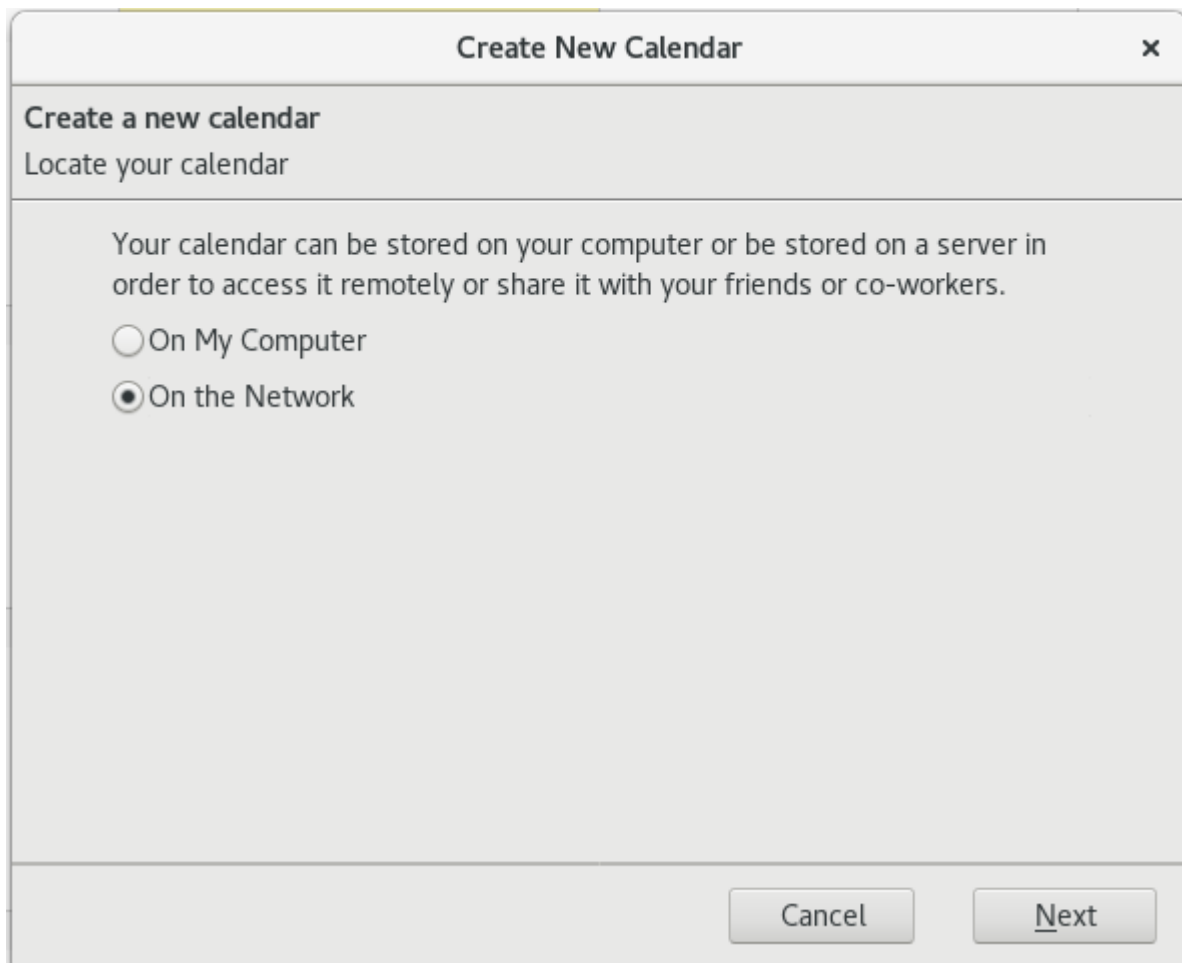 Create New Calendar
Create a new calendar
Locate your calendar
Your calendar can be stored on your computer or be stored on a server in
order to access it remotely or share it with your friends or co-workers.
On My Computer
On the Network
Cancel
Next